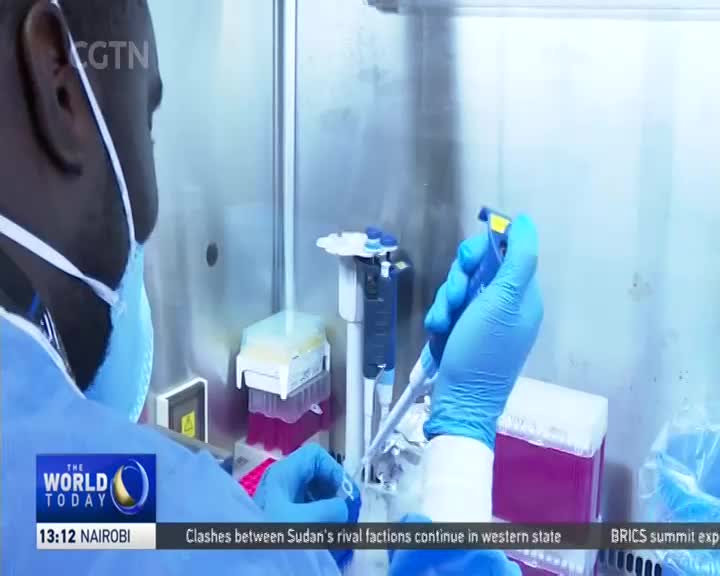 CGTN
THE
WORLD
TODAY
13:12 NAIROBI
Clashes between Sudan's rival factions continue in western state
BRICS summit exp